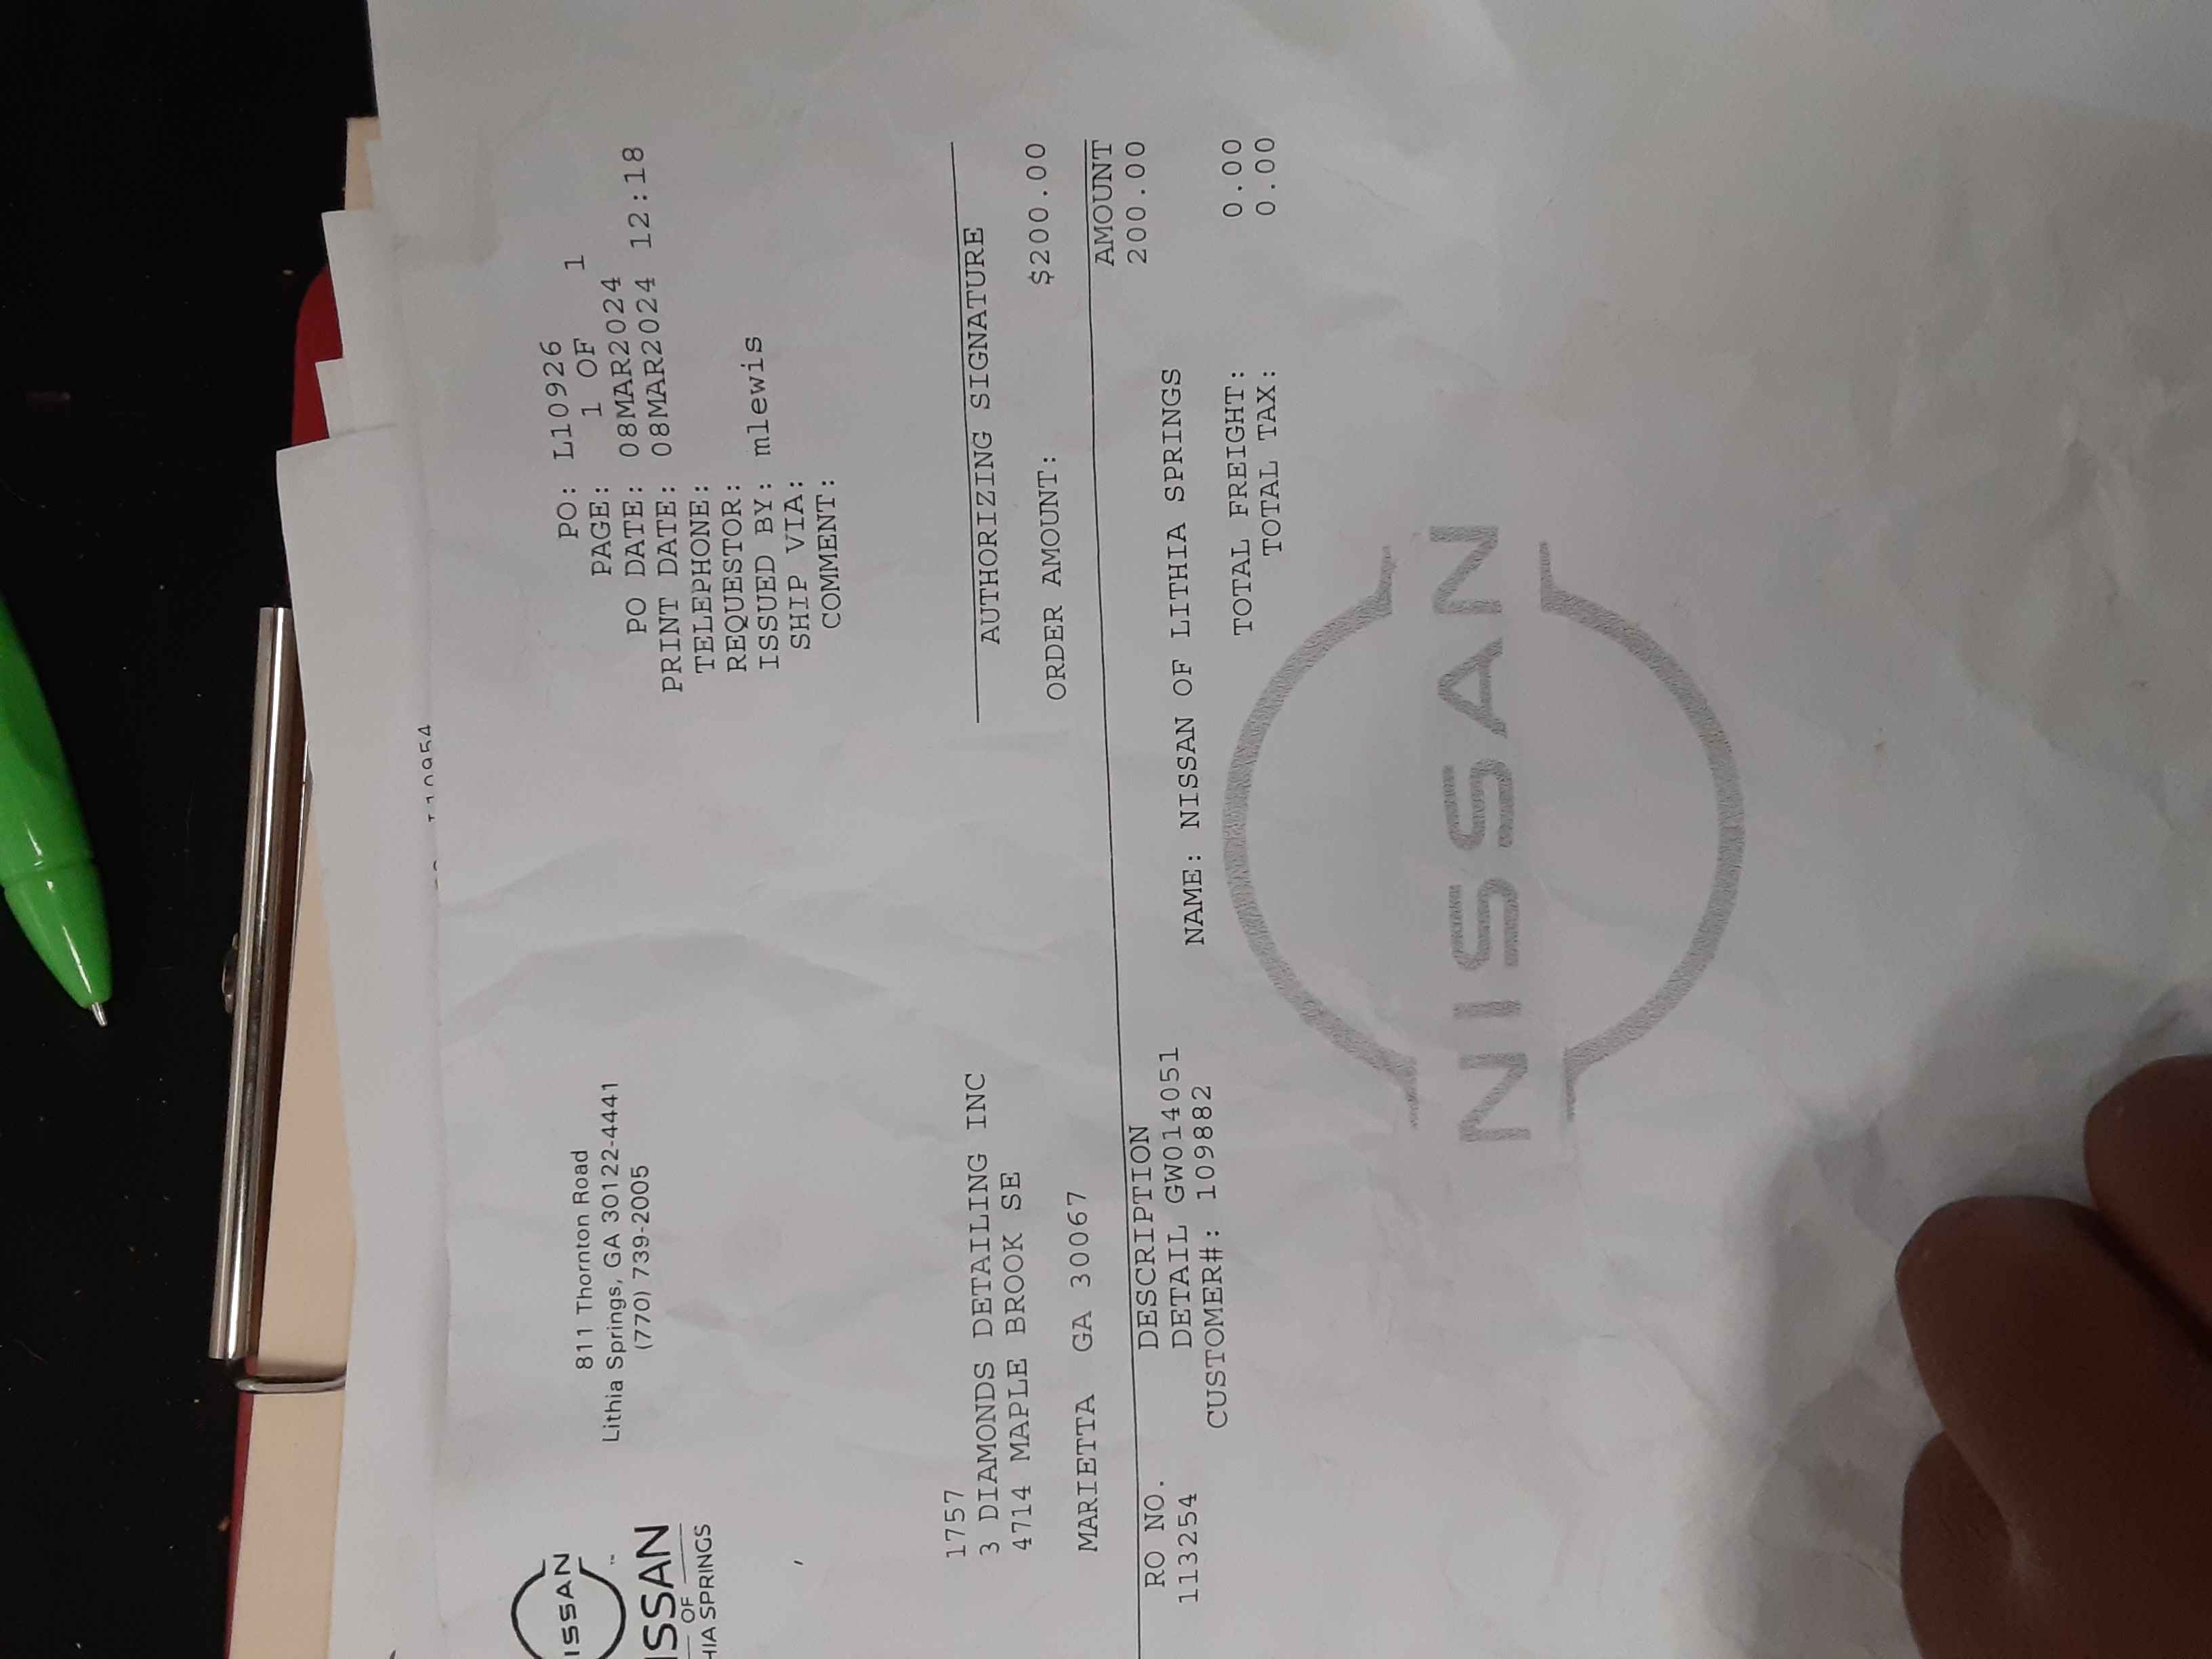 ISSAN
ISSAN
OF
HIA SPRINGS
811 Thornton Road
Lithia Springs, GA 30122-4441
(770) 739-2005
PO: L10926
PAGE: 1 OF 1
PO DATE: 08MAR2024
PRINT DATE: 08MAR2024 12:18
TELEPHONE:
REQUESTOR:
ISSUED BY: mlewis
SHIP VIA:
COMMENT:
1757
3 DIAMONDS DETAILING INC
4714 MAPLE BROOK SE
MARIETTA GA 30067
AUTHORIZING SIGNATURE
ORDER AMOUNT: $200.00
RO NO. DESCRIPTION AMOUNT
113254 DETAIL GW014051 200.00
CUSTOMER#: 109882 NAME: NISSAN OF LITHIA SPRINGS
TOTAL FREIGHT: 0.00
TOTAL TAX: 0.00
NISSAN